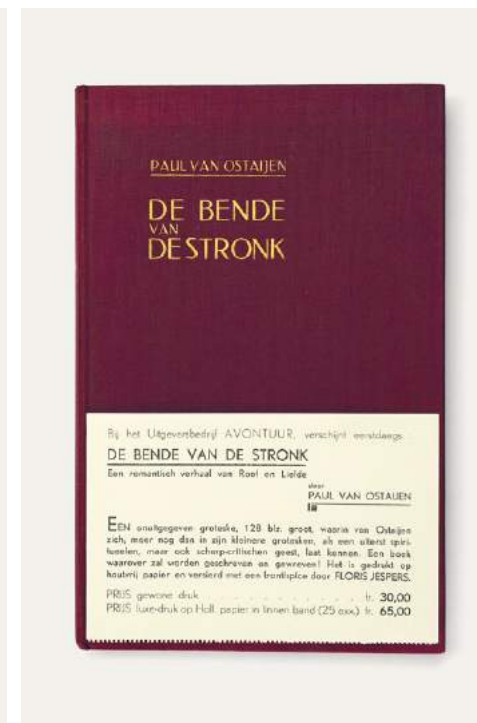 PAUL VAN OSTAIJEN
DE BENDE
VAN
DE STRONK
Bij het Uitgeversbedrijf AVONTUUR, verschijnt eerstdaags
DE BENDE VAN DE STRONK
Een romantisch verhaal van Roof en Liefde
door
PAUL VAN OSTAIJEN
EEN onuitgegeven groteske, 128 blz. groot, waarin van Ostaijen
zich, meer nog dan in zijn kleinere grotesken, als een uiterst spiri-
tueelen, maar ook scherp-critischen geest, laat kennen. Een boek
waarover zal worden geschreven en gewreven! Het is gedrukt op
houtvrij papier en versierd met een frontispice door FLORIS JESPERS.
PRIJS gewone druk . . . . . . . . . fr. 30,00
PRIJS luxe-druk op Holl. papier in linnen band (25 exx.) fr. 65,00